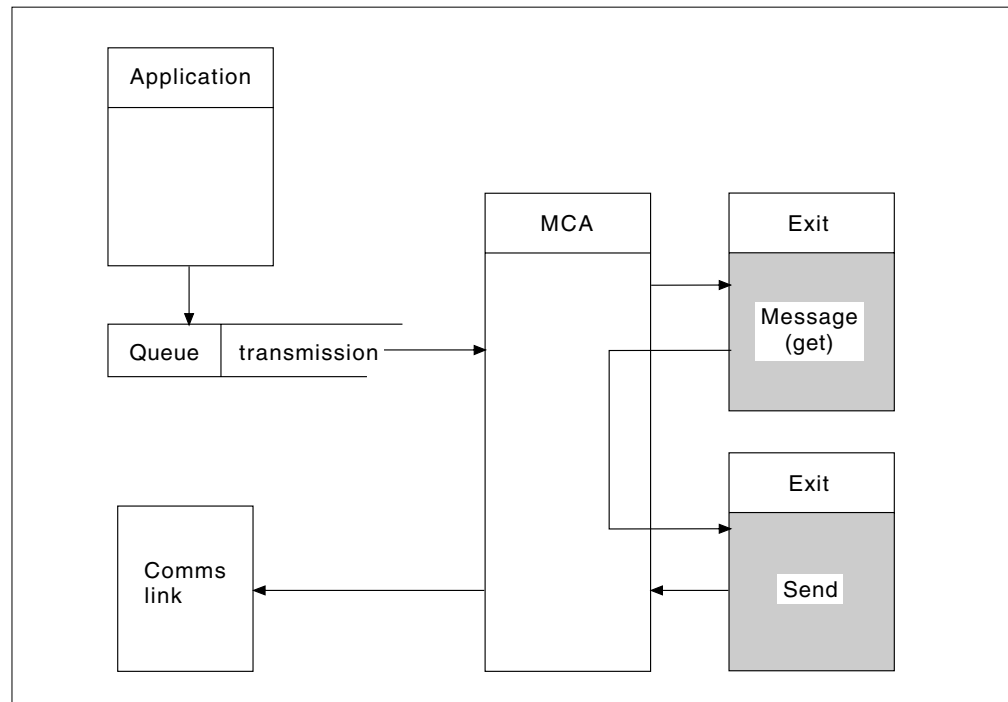 Application
MCA
Exit
Message
(get)
Queue
transmission
Exit
Comms
link
Send